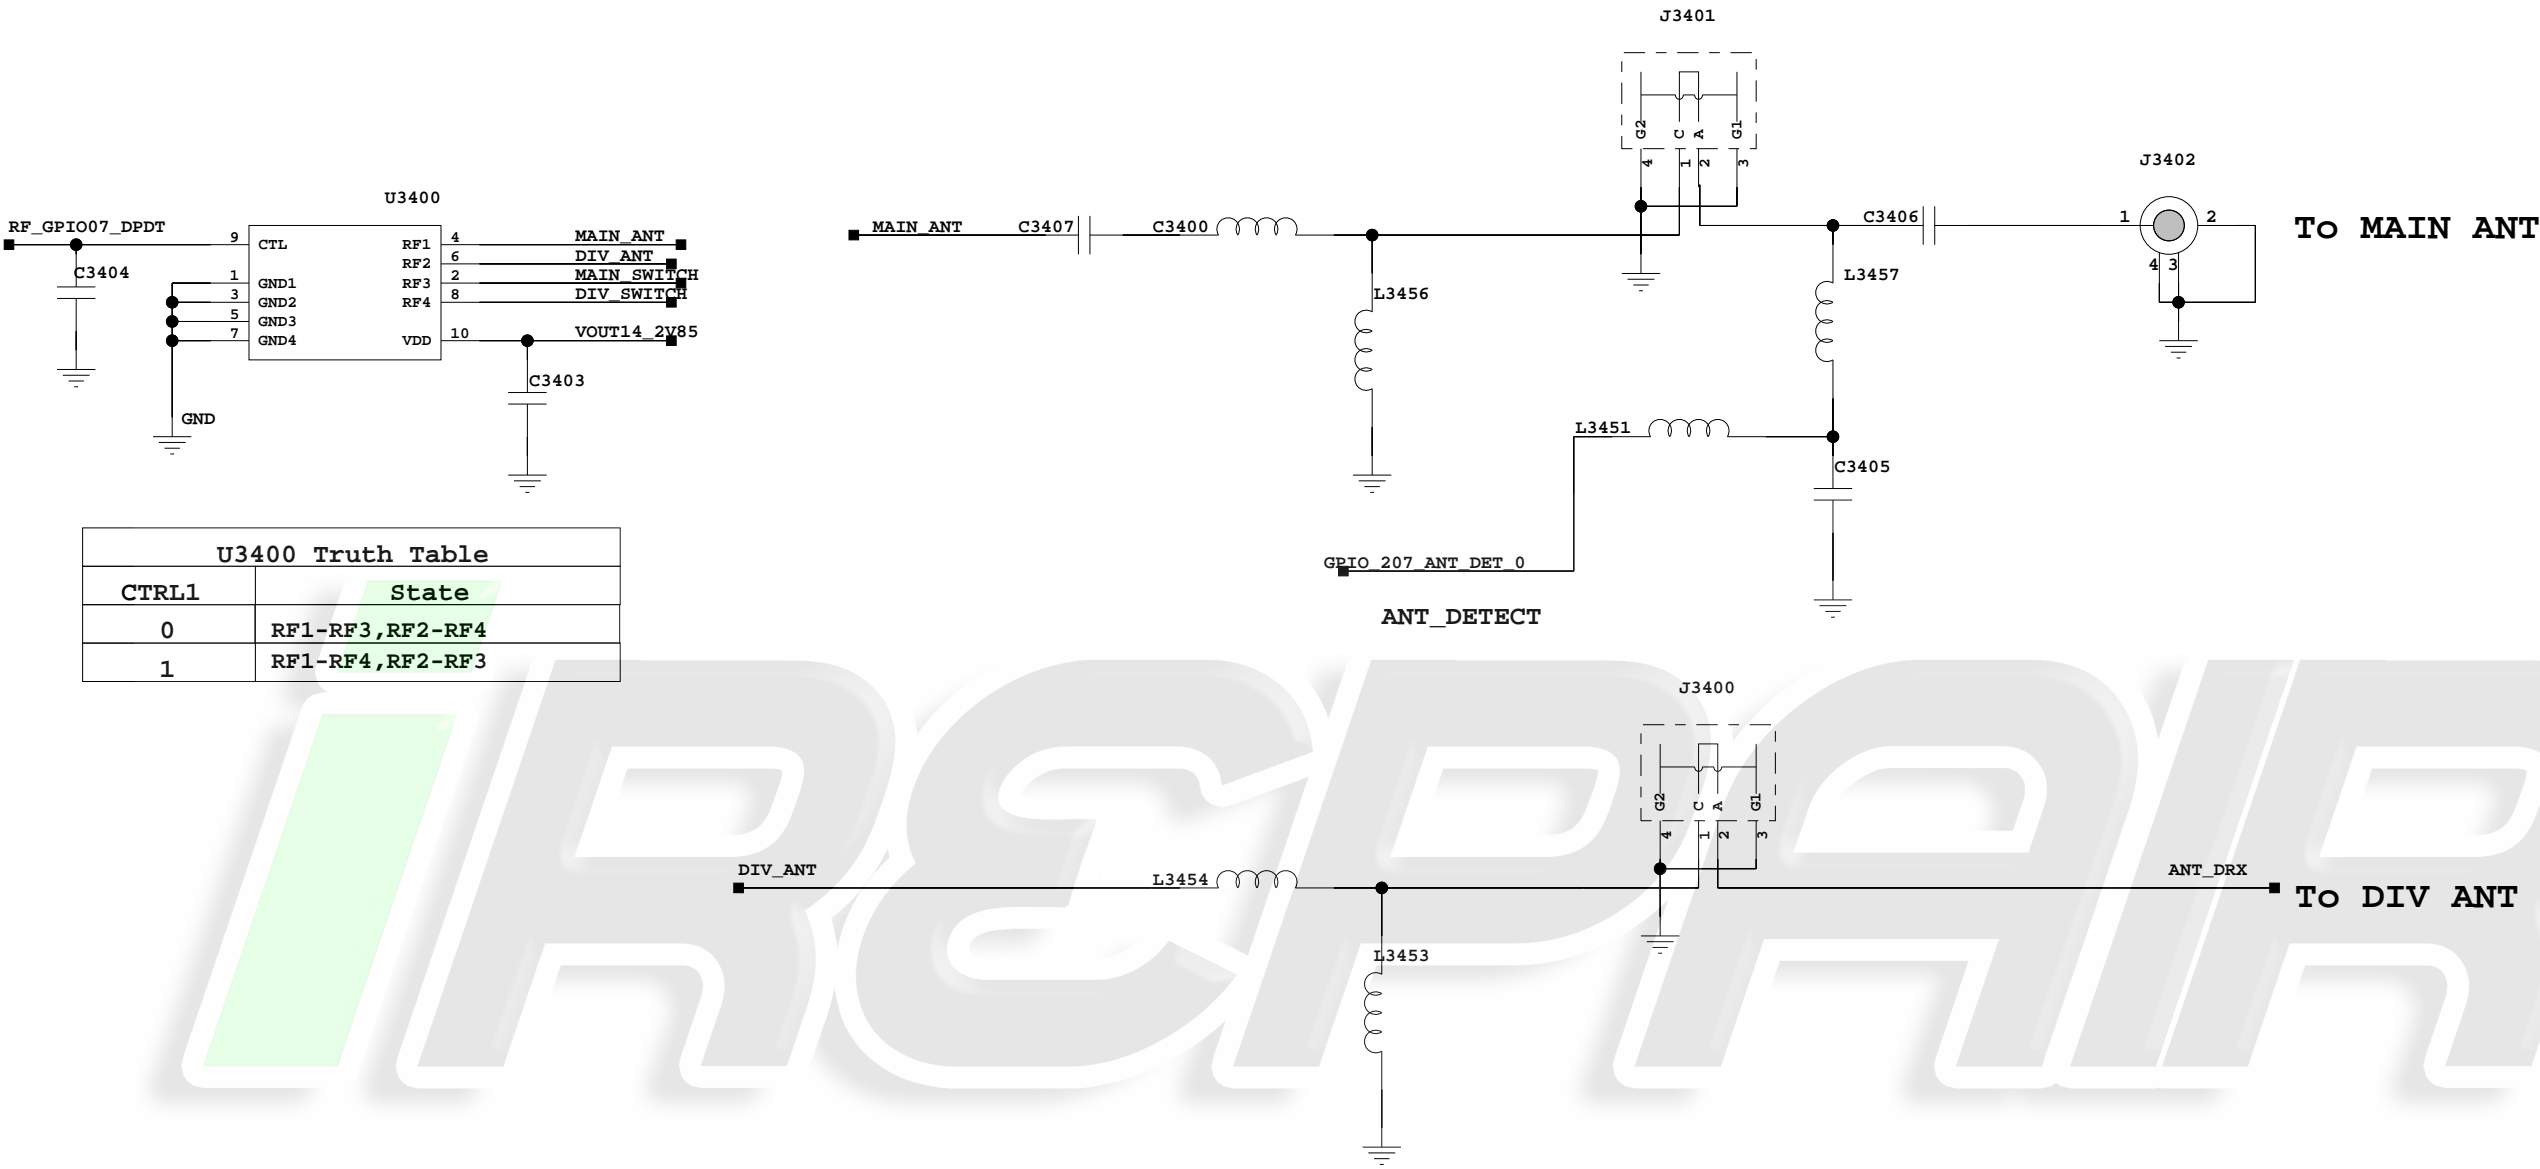 J3401
G2 C A G1
4 1 2 3
J3402
U3400
RF_GPIO07_DPDT
9 CTL RF1 4 MAIN_ANT
RF2 6 DIV_ANT
C3404
1 GND1 RF3 2 MAIN_SWITCH
3 GND2 RF4 8 DIV_SWITCH
5 GND3
7 GND4 VDD 10 VOUT14_2V85
C3403
GND
MAIN_ANT C3407 C3400
C3406 1 2 To MAIN ANT
4 3
L3457
L3456
L3451
C3405
GPIO_207_ANT_DET_0
ANT_DETECT
U3400 Truth Table
CTRL1 State
0 RF1-RF3,RF2-RF4
1 RF1-RF4,RF2-RF3
J3400
G2 C A G1
4 1 2 3
DIV_ANT L3454 ANT_DRX
To DIV ANT
L3453
iREPAIR